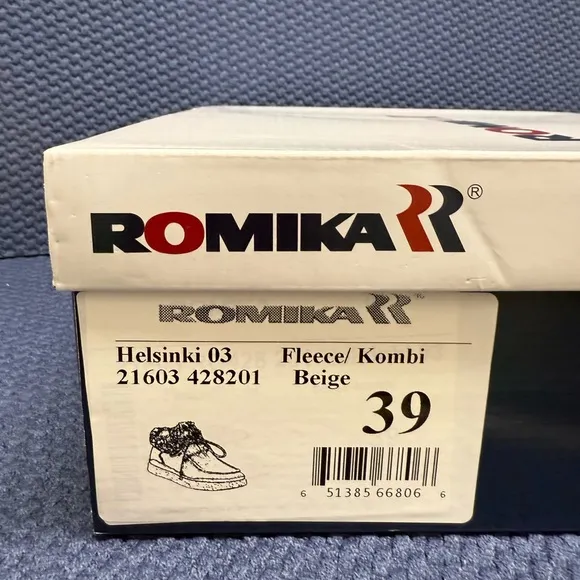 ROMIKA ®
ROMIKA
Helsinki 03 Fleece/ Kombi
21603 428201 Beige
39
6 51385 66806 6